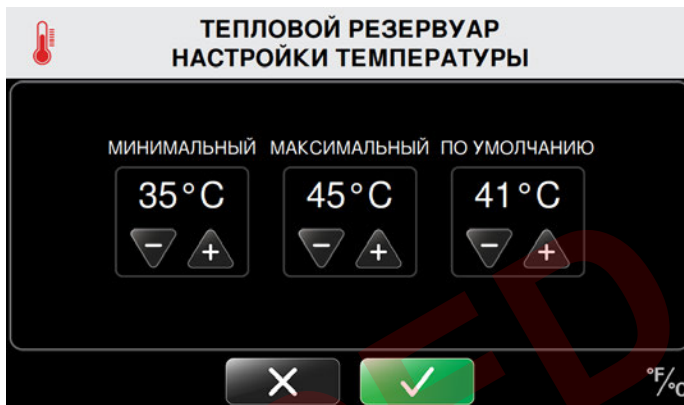 ТЕПЛОВОЙ РЕЗЕРВУАР
НАСТРОЙКИ ТЕМПЕРАТУРЫ
МИНИМАЛЬНЫЙ МАКСИМАЛЬНЫЙ ПО УМОЛЧАНИЮ
35°C 45°C 41°C
− + − + − +
°F/°C